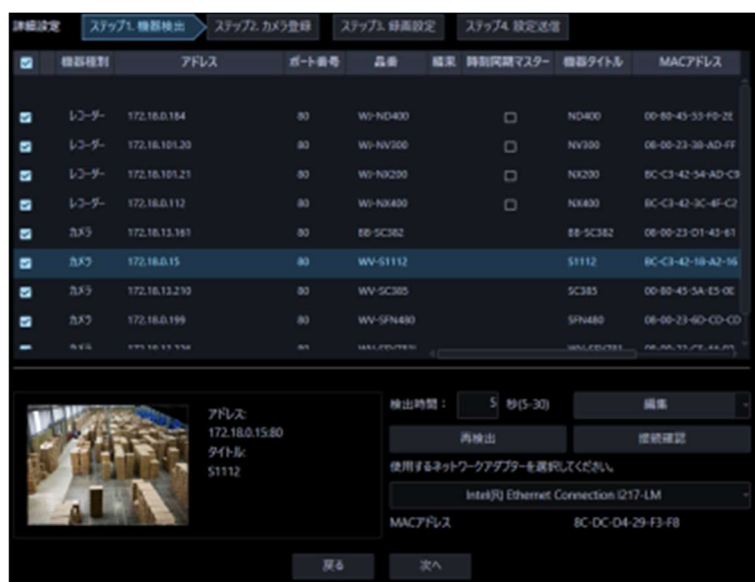 詳細設定 ステップ1. 機器検出 ステップ2. カメラ登録 ステップ3. 録画設定 ステップ4. 設定送信
機器種別 アドレス ポート番号 品番 結果 時刻同期マスター 機器タイトル MACアドレス
レコーダー 172.18.0.184 80 WJ-ND400 ND400 00-80-45-53-F0-2E
レコーダー 172.18.101.20 80 WJ-NV300 NV300 08-00-23-38-AD-FF
レコーダー 172.18.101.21 80 WJ-NX200 NX200 BC-C3-42-54-AD-C9
レコーダー 172.18.0.112 80 WJ-NX400 NX400 BC-C3-42-3C-4F-C2
カメラ 172.18.13.161 80 BB-SC382 BB-SC382 08-00-23-D1-43-61
カメラ 172.18.0.15 80 WV-S1112 S1112 BC-C3-42-18-A2-16
カメラ 172.18.13.210 80 WV-SC385 SC385 00-80-45-5A-E5-0E
カメラ 172.18.0.199 80 WV-SFN480 SFN480 08-00-23-6D-CD-CD
カメラ 80
アドレス:
172.18.0.15:80
タイトル:
S1112
検出時間: 5 秒(5-30) 編集
再検出 接続確認
使用するネットワークアダプターを選択してください。
Intel(R) Ethernet Connection I217-LM
MACアドレス 8C-DC-D4-29-F3-F8
戻る 次へ